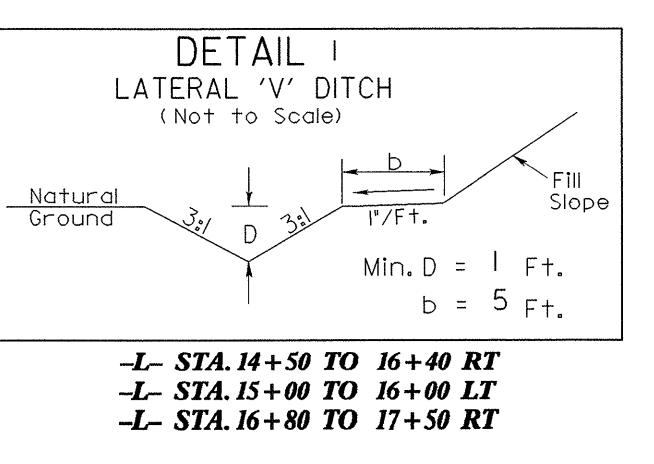 DETAIL 1
LATERAL 'V' DITCH
(Not to Scale)
b
Natural
Ground
3:1
D
3:1
1"/Ft.
Fill
Slope
Min. D = 1 Ft.
b = 5 Ft.
-L- STA. 14+50 TO 16+40 RT
-L- STA. 15+00 TO 16+00 LT
-L- STA. 16+80 TO 17+50 RT